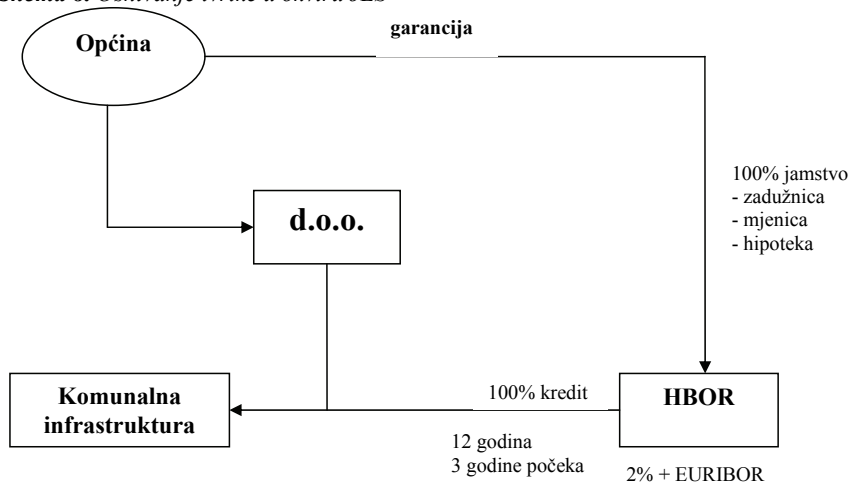 Općina
garancija
100% jamstvo
- zadužnica
- mjenica
- hipoteka
d.o.o.
Komunalna
infrastruktura
100% kredit
HBOR
12 godina
3 godine počeka
2% + EURIBOR